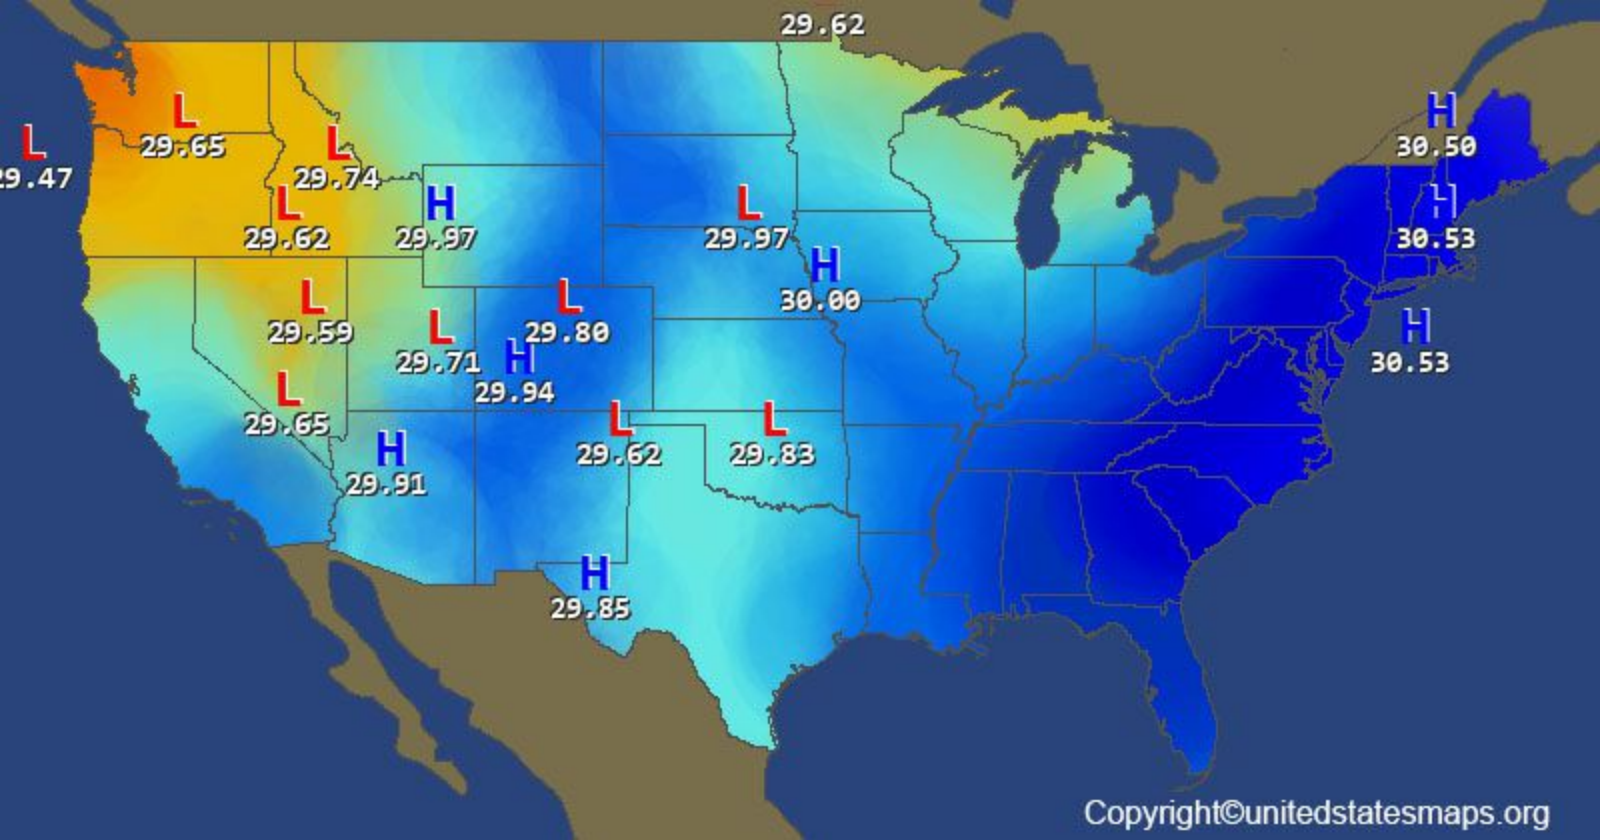 29.62
H
30.50
L
29.65
L
29.47
L
29.74
L
29.62
H
29.97
L
29.97
H
30.53
H
30.00
L
29.59
L
29.80
L
29.71
H
29.94
H
30.53
L
29.65
H
29.91
L
29.62
L
29.83
H
29.85
Copyright©unitedstatesmaps.org